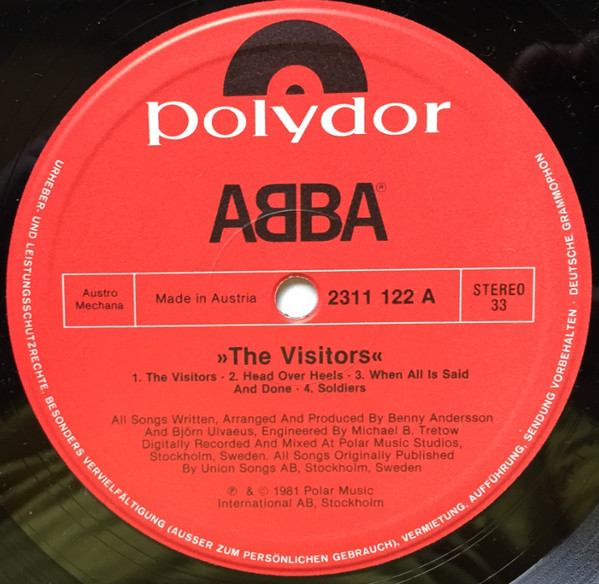 polydor
ABBA®
Austro
Mechana
Made in Austria
2311 122 A
STEREO
33
»The Visitors«
1. The Visitors · 2. Head Over Heels · 3. When All Is Said
And Done · 4. Soldiers
All Songs Written, Arranged And Produced By Benny Andersson
And Björn Ulvaeus, Engineered By Michael B. Tretow
Digitally Recorded And Mixed At Polar Music Studios,
Stockholm, Sweden. All Songs Originally Published
By Union Songs AB, Stockholm, Sweden
℗ & © 1981 Polar Music
International AB, Stockholm
URHEBER- UND LEISTUNGSSCHUTZRECHTE, BESONDERS VERVIELFÄLTIGUNG (AUSSER ZUM PERSÖNLICHEN GEBRAUCH), VERMIETUNG, AUFFÜHRUNG, SENDUNG VORBEHALTEN · DEUTSCHE GRAMMOPHON